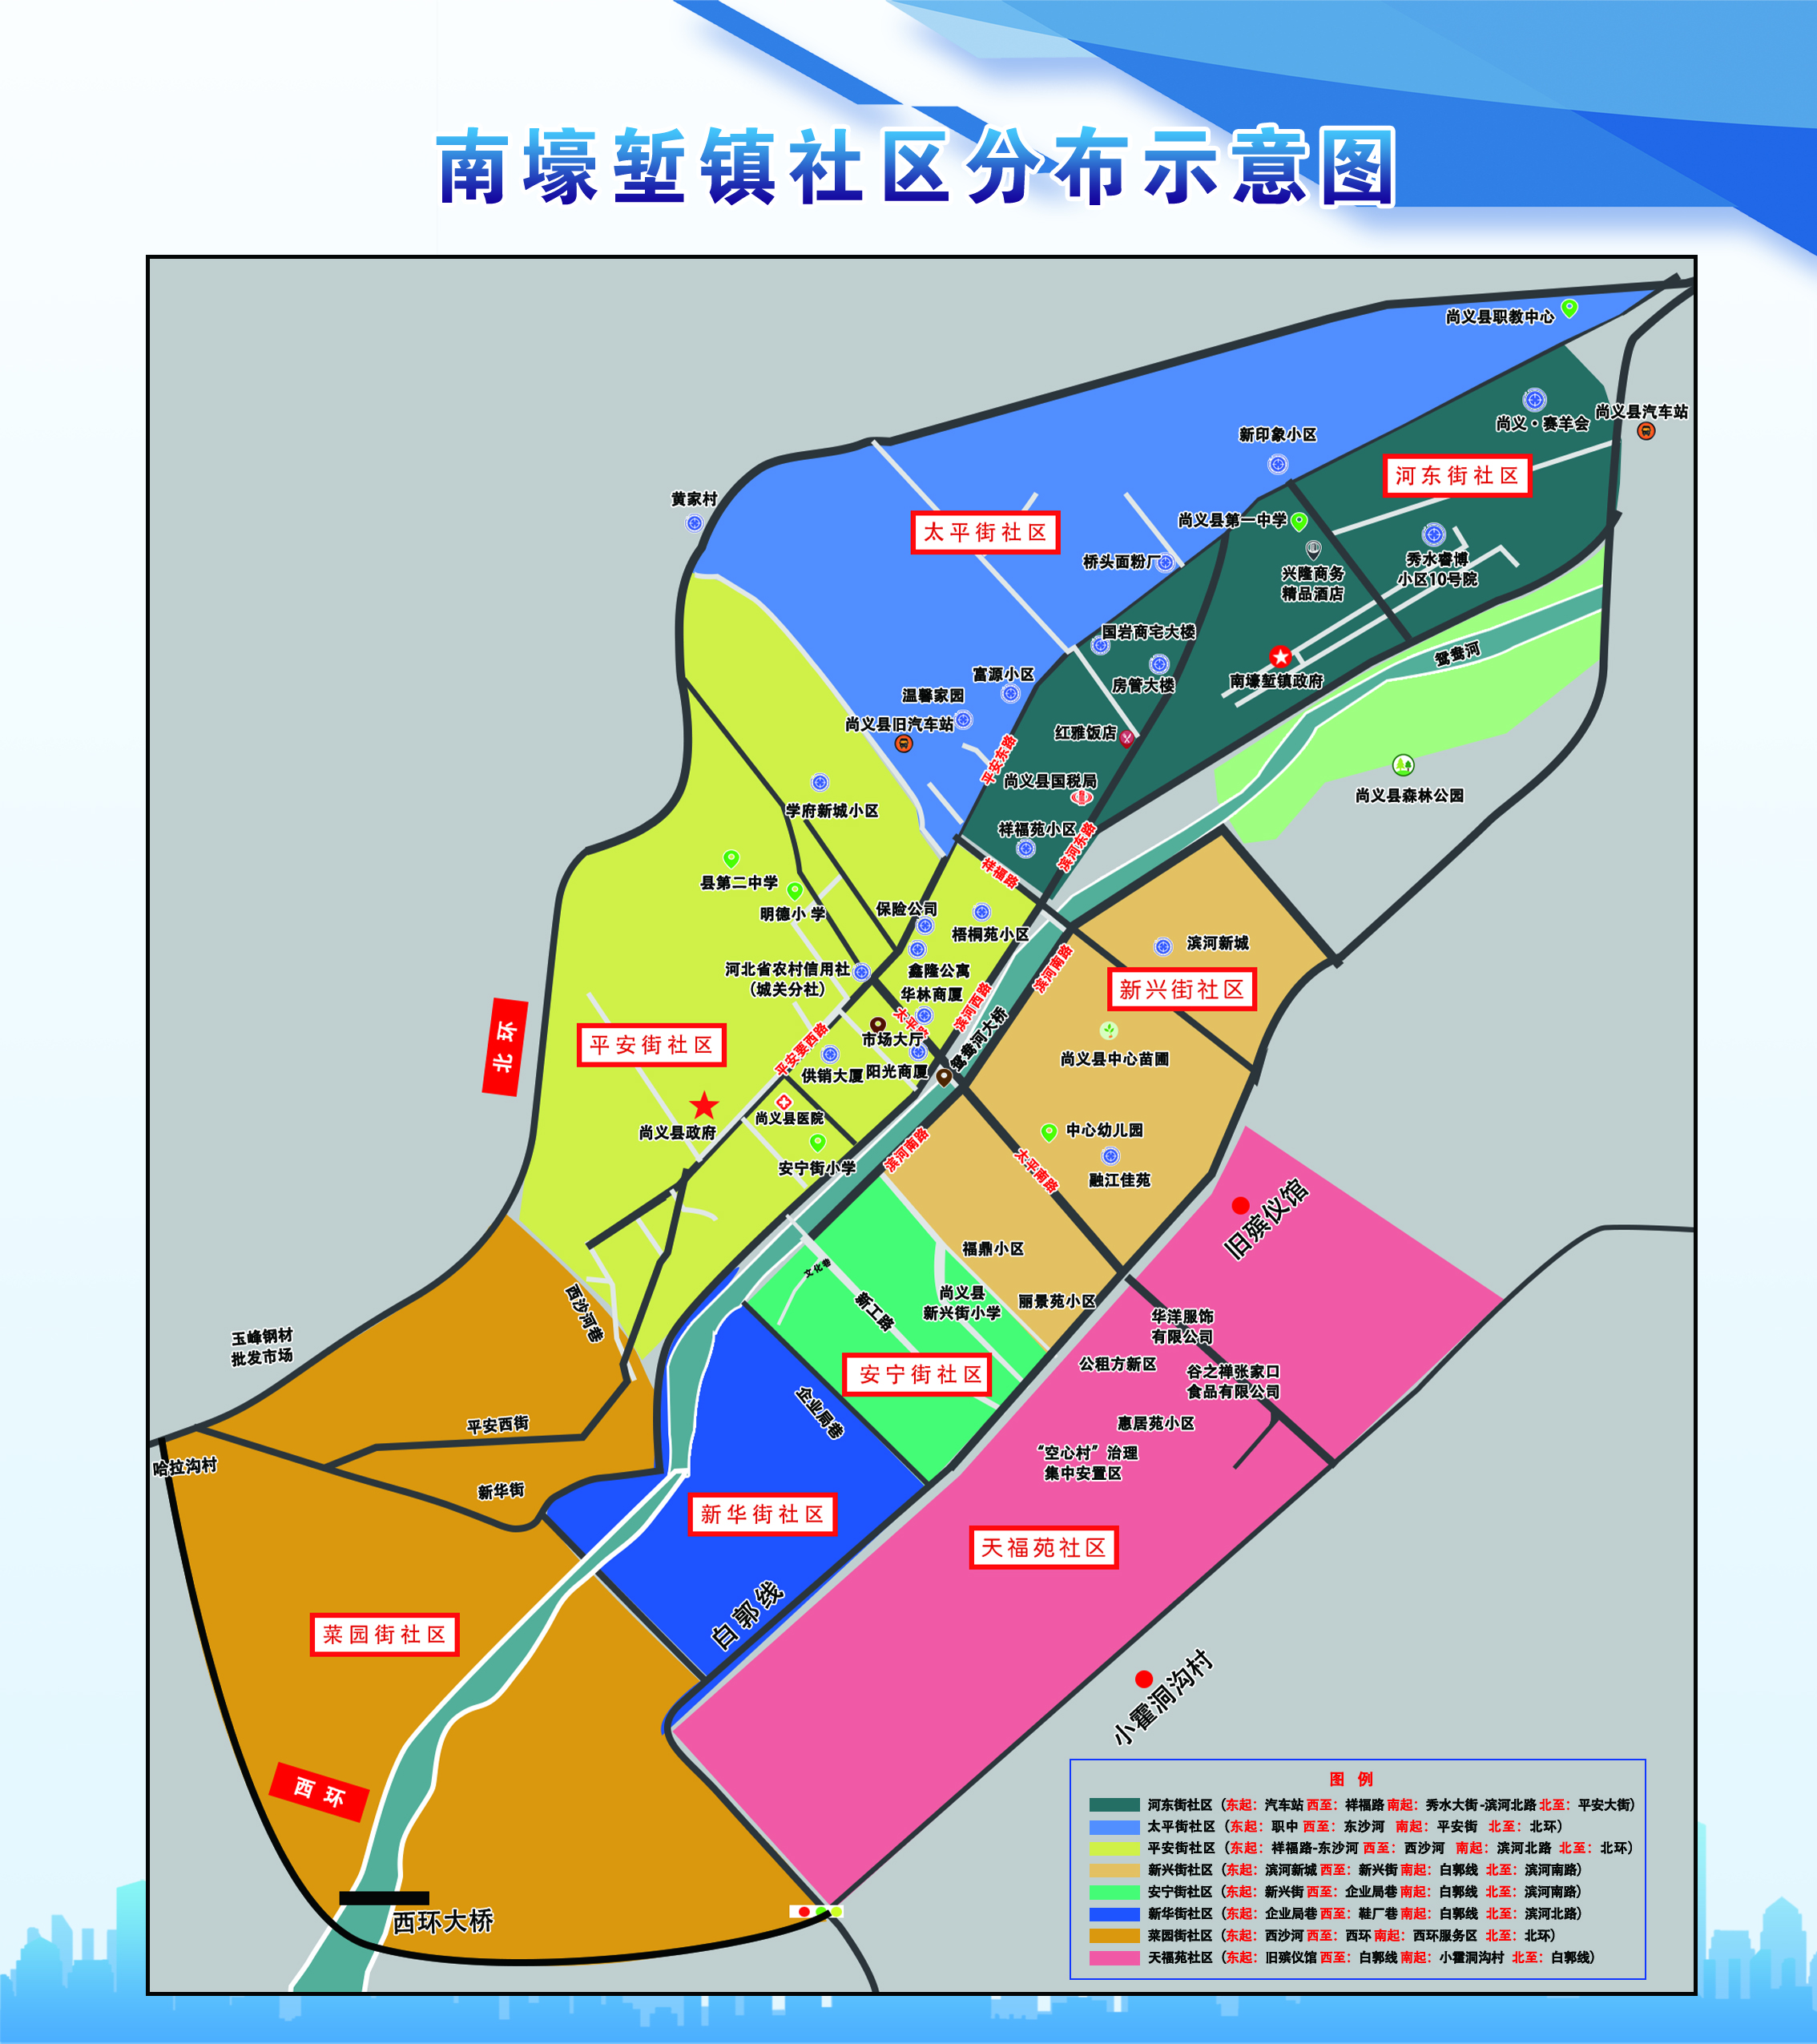 南壕堑镇社区分布示意图
尚义县职教中心
尚义·赛羊会
尚义县汽车站
新印象小区
河东街社区
黄家村
太平街社区
尚义县第一中学
桥头面粉厂
兴隆商务
精品酒店
秀水睿博
小区10号院
国岩商宅大楼
鸳鸯河
富源小区
房管大楼
南壕堑镇政府
温馨家园
尚义县旧汽车站
红雅饭店
平安东路
尚义县国税局
尚义县森林公园
学府新城小区
祥福苑小区
滨河东路
祥福路
县第二中学
明德小 学
保险公司
梧桐苑小区
滨河新城
河北省农村信用社
（城关分社）
鑫隆公寓
滨河南路
新兴街社区
华林商厦
滨河西路
北 环
平安街社区
太平路
市场大厅
鸳鸯河大桥
平安要西路
供销大厦
阳光商厦
尚义县中心苗圃
尚义县医院
尚义县政府
中心幼儿园
滨河南路
安宁街小学
太平南路
融江佳苑
旧殡仪馆
福鼎小区
文化巷
西沙河巷
新工路
尚义县
新兴街小学
丽景苑小区
华洋服饰
有限公司
玉峰钢材
批发市场
安宁街社区
公租方新区
谷之禅张家口
食品有限公司
企业局巷
平安西街
惠居苑小区
“空心村”治理
集中安置区
哈拉沟村
新华街
新华街社区
天福苑社区
白郭线
菜园街社区
小霍洞沟村
西 环
西环大桥
图 例
河东街社区（东起：汽车站 西至：祥福路 南起：秀水大街-滨河北路 北至：平安大街）
太平街社区（东起：职中 西至：东沙河 南起：平安街 北至：北环）
平安街社区（东起：祥福路-东沙河 西至：西沙河 南起：滨河北路 北至：北环）
新兴街社区（东起：滨河新城 西至：新兴街 南起：白郭线 北至：滨河南路）
安宁街社区（东起：新兴街 西至：企业局巷 南起：白郭线 北至：滨河南路）
新华街社区（东起：企业局巷 西至：鞋厂巷 南起：白郭线 北至：滨河北路）
菜园街社区（东起：西沙河 西至：西环 南起：西环服务区 北至：北环）
天福苑社区（东起：旧殡仪馆 西至：白郭线 南起：小霍洞沟村 北至：白郭线）